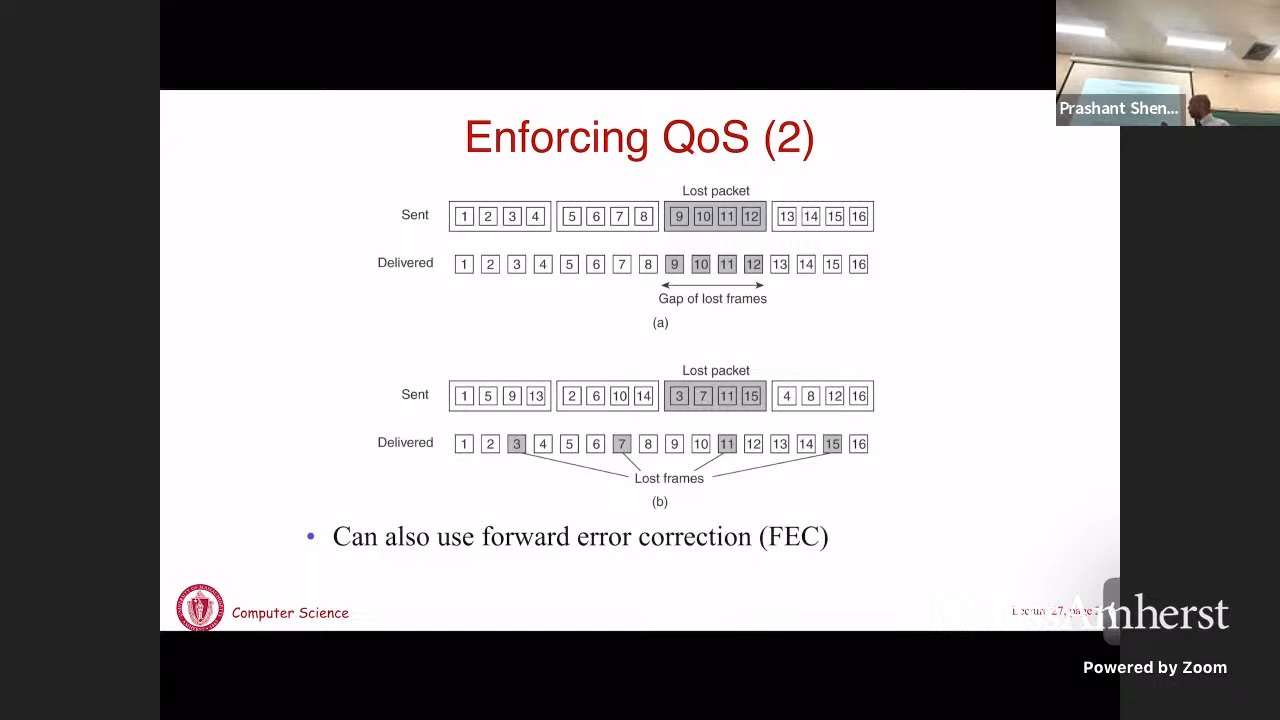 Prashant Shen...
Enforcing QoS (2)
Lost packet
Sent 1 2 3 4 5 6 7 8 9 10 11 12 13 14 15 16
Delivered 1 2 3 4 5 6 7 8 9 10 11 12 13 14 15 16
Gap of lost frames
(a)
Lost packet
Sent 1 5 9 13 2 6 10 14 3 7 11 15 4 8 12 16
Delivered 1 2 3 4 5 6 7 8 9 10 11 12 13 14 15 16
Lost frames
(b)
• Can also use forward error correction (FEC)
Computer Science
Lecture 27, page
UMassAmherst
Powered by Zoom